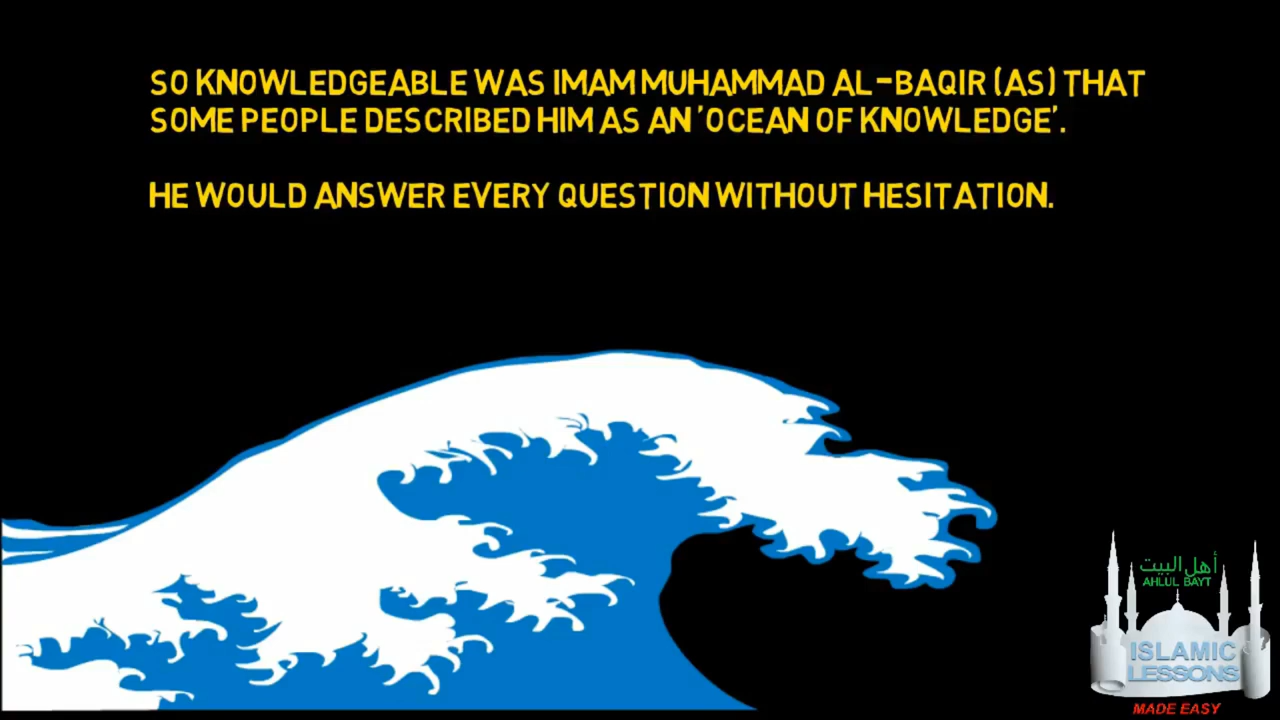 SO KNOWLEDGEABLE WAS IMAM MUHAMMAD AL-BAQIR (AS) THAT
SOME PEOPLE DESCRIBED HIM AS AN 'OCEAN OF KNOWLEDGE'.
HE WOULD ANSWER EVERY QUESTION WITHOUT HESITATION.
أهل البيت
AHLUL BAYT
ISLAMIC
LESSONS
MADE EASY